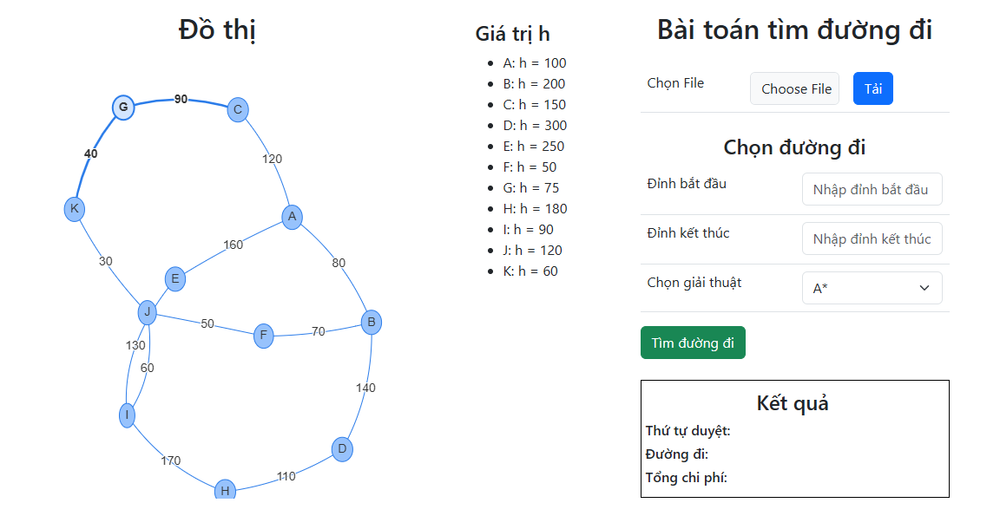 Đồ thị
G
90
C
40
120
K
A
160
30
80
E
J
50
F
70
B
130
60
140
I
D
170
110
H
Giá trị h
A: h = 100
B: h = 200
C: h = 150
D: h = 300
E: h = 250
F: h = 50
G: h = 75
H: h = 180
I: h = 90
J: h = 120
K: h = 60
Bài toán tìm đường đi
Chọn File
Choose File
Tải
Chọn đường đi
Đỉnh bắt đầu
Nhập đỉnh bắt đầu
Đỉnh kết thúc
Nhập đỉnh kết thúc
Chọn giải thuật
A*
Tìm đường đi
Kết quả
Thứ tự duyệt:
Đường đi:
Tổng chi phí: